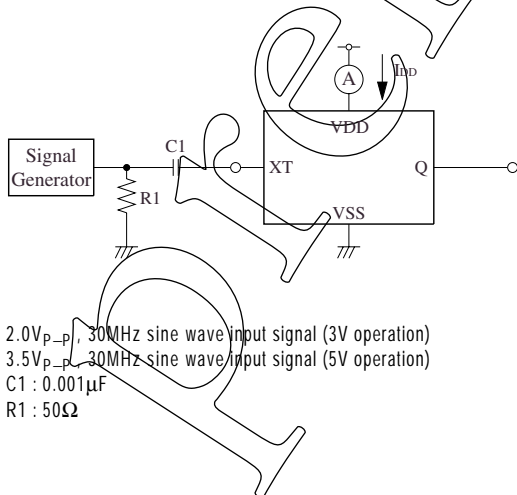 A
IDD
VDD
C1
Signal
Generator
XT
Q
R1
VSS
2.0VP–P , 30MHz sine wave input signal (3V operation)
3.5VP–P , 30MHz sine wave input signal (5V operation)
C1 : 0.001μF
R1 : 50Ω